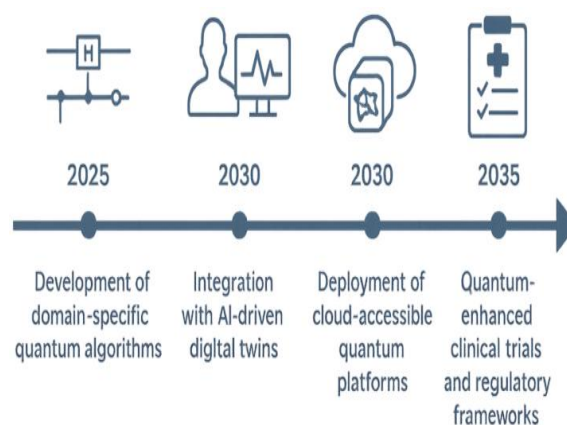 H
2025
2030
2030
2035
Development of
domain-specific
quantum algorithms
Integration
with AI-driven
digltal twins
Deployment of
cloud-accessible
quantum
platforms
Quantum-
enhanced
clinical trials
and regulatory
frameworks